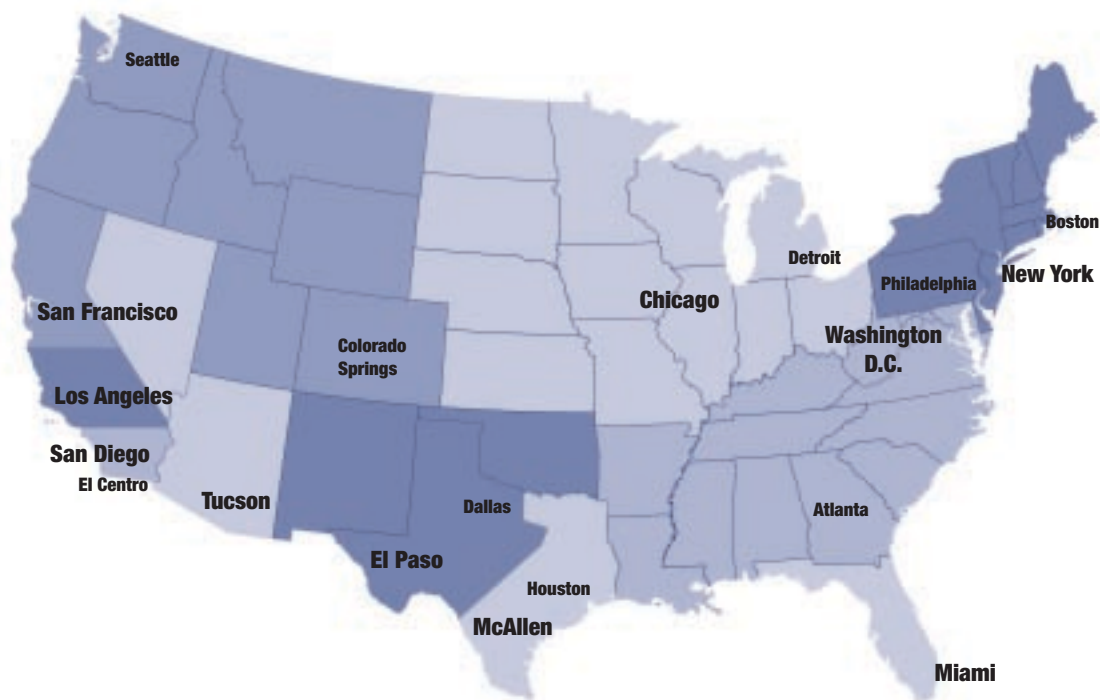 Seattle
Boston
Detroit
New York
Philadelphia
Chicago
San Francisco
Washington
D.C.
Colorado
Springs
Los Angeles
San Diego
El Centro
Tucson
Dallas
Atlanta
El Paso
Houston
McAllen
Miami